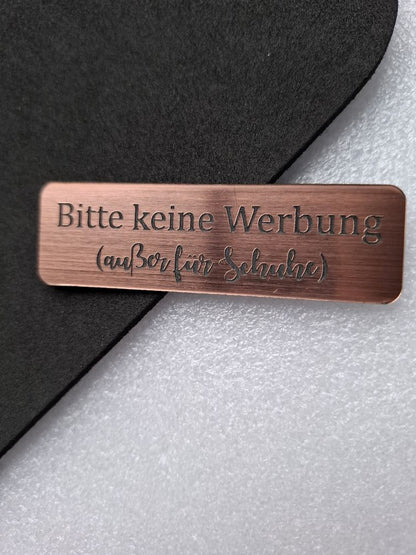 Bitte keine Werbung
(außer für Schuhe)